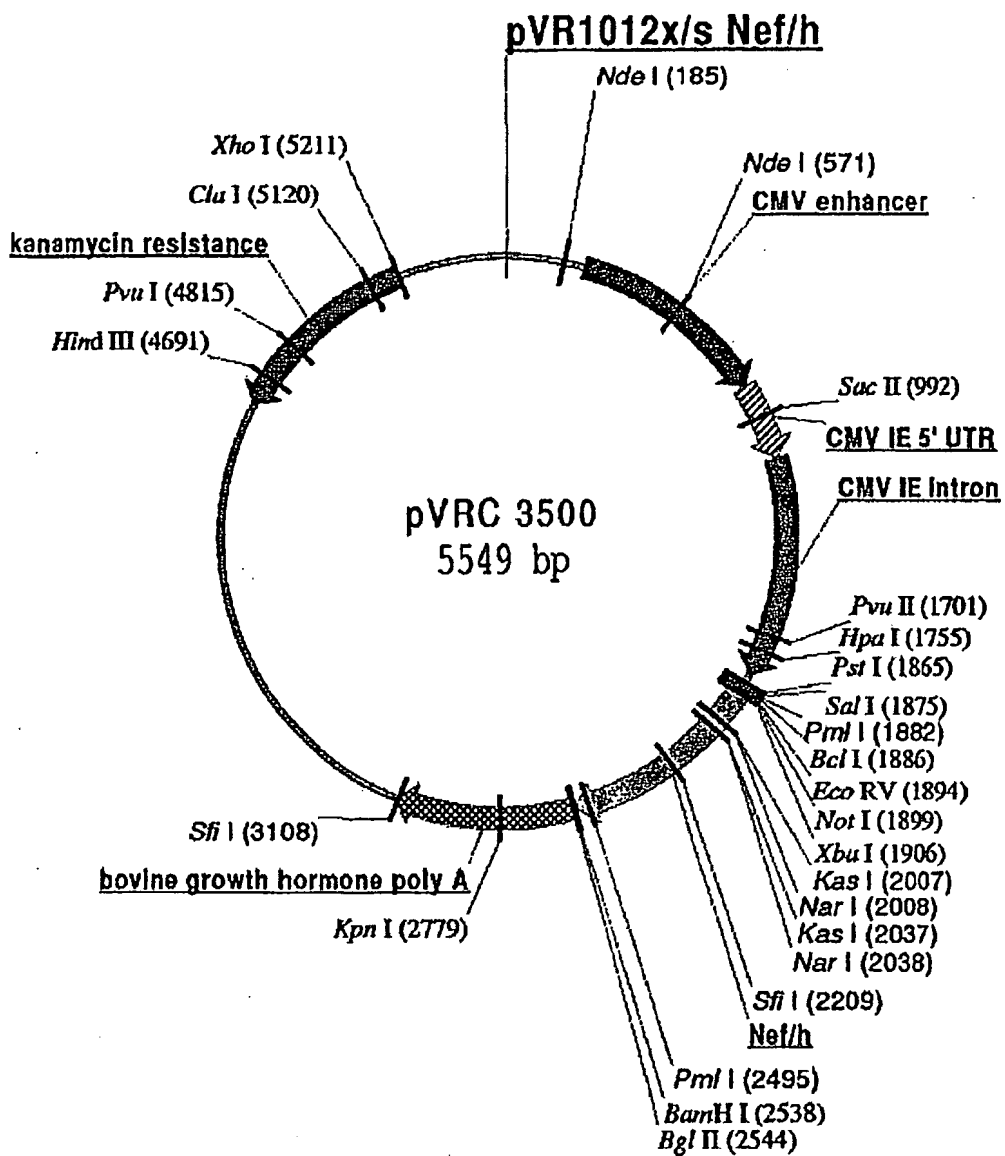 pVR1012x/s Nef/h
Nde I (185)
Xho I (5211)
Nde I (571)
Cla I (5120)
CMV enhancer
kanamycin resistance
Pvu I (4815)
Hind III (4691)
Sac II (992)
CMV IE 5' UTR
CMV IE Intron
pVRC 3500
5549 bp
Pvu II (1701)
Hpa I (1755)
Pst I (1865)
Sal I (1875)
Pml I (1882)
Bcl I (1886)
Eco RV (1894)
Not I (1899)
Xba I (1906)
Kas I (2007)
Nar I (2008)
Kas I (2037)
Nar I (2038)
Sfi I (3108)
bovine growth hormone poly A
Kpn I (2779)
Sfi I (2209)
Nef/h
Pml I (2495)
BamH I (2538)
Bgl II (2544)